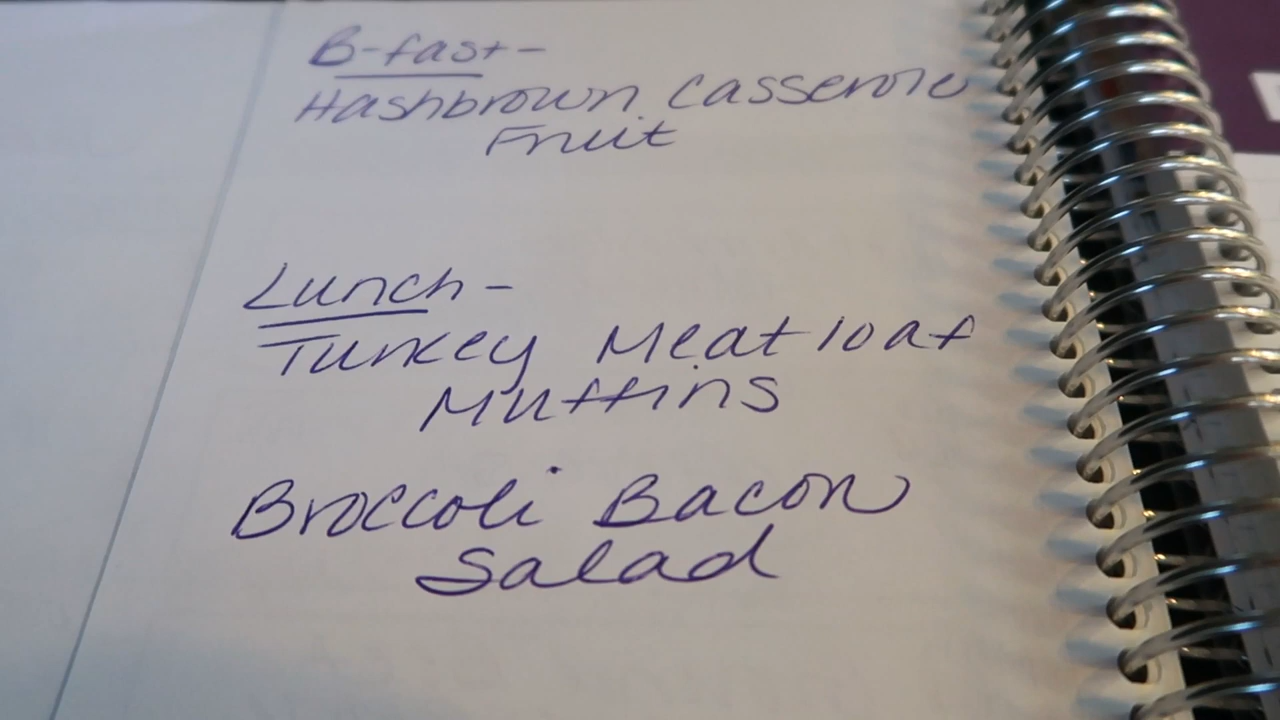 B-fast-
Hashbrown Casserole
Fruit
Lunch-
Turkey Meatloaf
Muffins
Broccoli Bacon
Salad